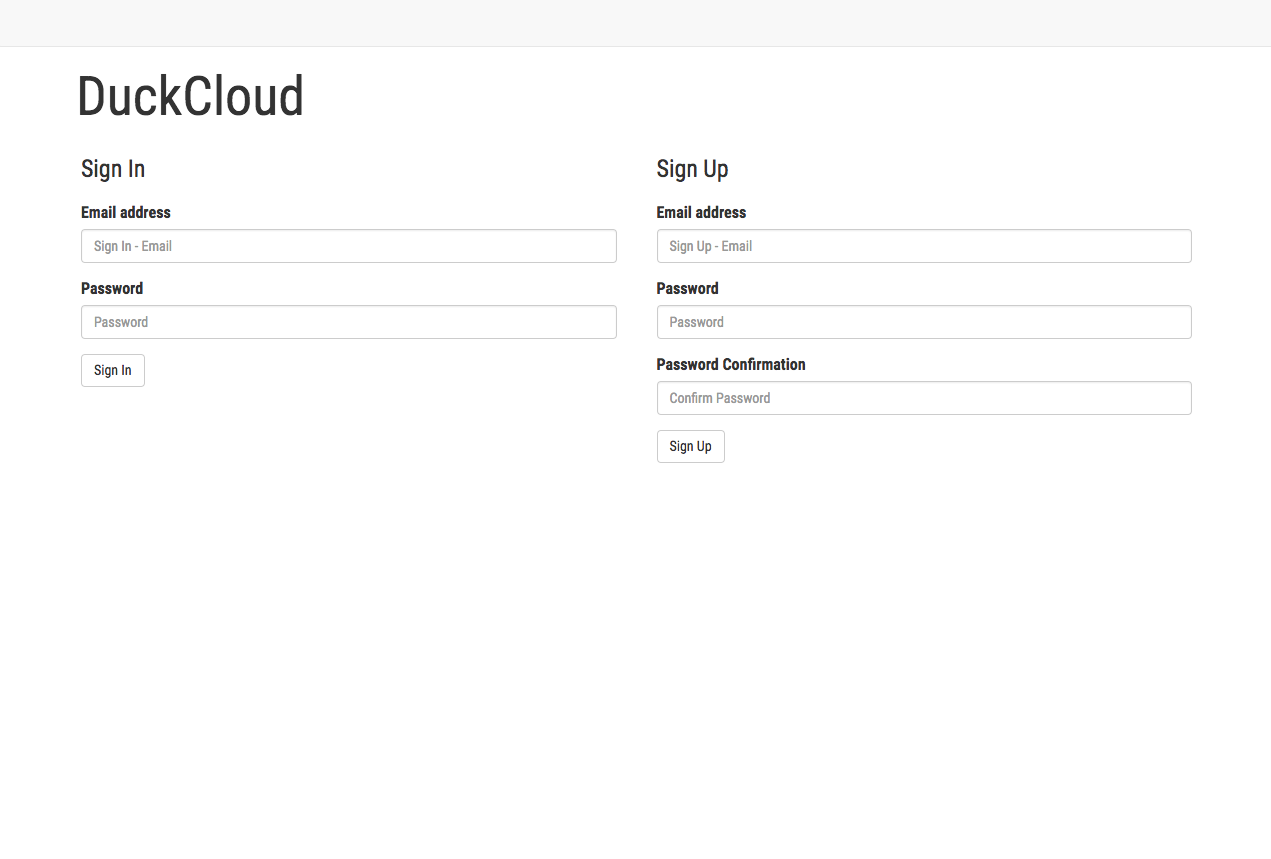 DuckCloud
Sign In
Email address
Sign In - Email
Password
Password
Sign In
Sign Up
Email address
Sign Up - Email
Password
Password
Password Confirmation
Confirm Password
Sign Up